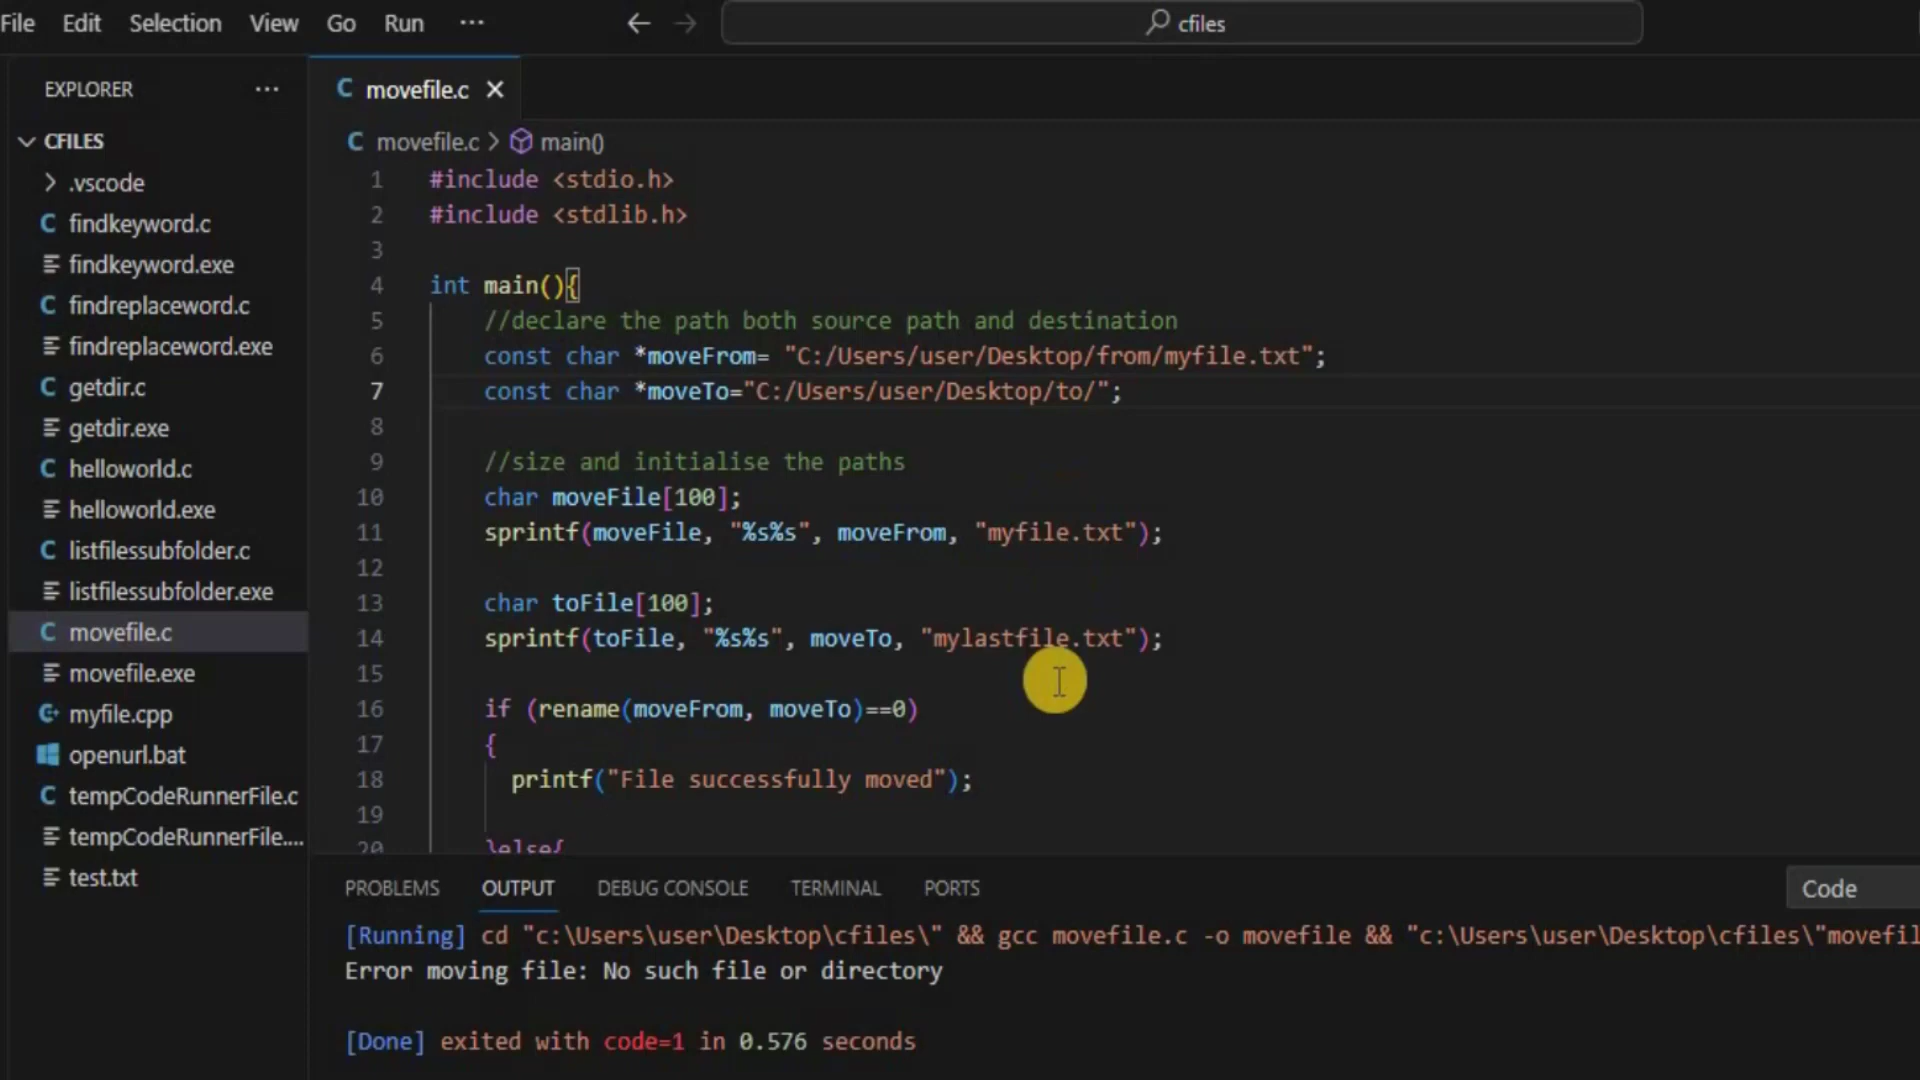 File Edit Selection View Go Run ··· cfiles
EXPLORER ···
CFILES
.vscode
findkeyword.c
findkeyword.exe
findreplaceword.c
findreplaceword.exe
getdir.c
getdir.exe
helloworld.c
helloworld.exe
listfilessubfolder.c
listfilessubfolder.exe
movefile.c
movefile.exe
myfile.cpp
openurl.bat
tempCodeRunnerFile.c
tempCodeRunnerFile....
test.txt
C movefile.c
C movefile.c > main()
1 #include <stdio.h>
2 #include <stdlib.h>
3
4 int main(){
5 //declare the path both source path and destination
6 const char *moveFrom= "C:/Users/user/Desktop/from/myfile.txt";
7 const char *moveTo="C:/Users/user/Desktop/to/";
8
9 //size and initialise the paths
10 char moveFile[100];
11 sprintf(moveFile, "%s%s", moveFrom, "myfile.txt");
12
13 char toFile[100];
14 sprintf(toFile, "%s%s", moveTo, "mylastfile.txt");
15
16 if (rename(moveFrom, moveTo)==0)
17 {
18 printf("File successfully moved");
19
20 }else{
PROBLEMS OUTPUT DEBUG CONSOLE TERMINAL PORTS Code
[Running] cd "c:\Users\user\Desktop\cfiles\" && gcc movefile.c -o movefile && "c:\Users\user\Desktop\cfiles\"movefil
Error moving file: No such file or directory
[Done] exited with code=1 in 0.576 seconds